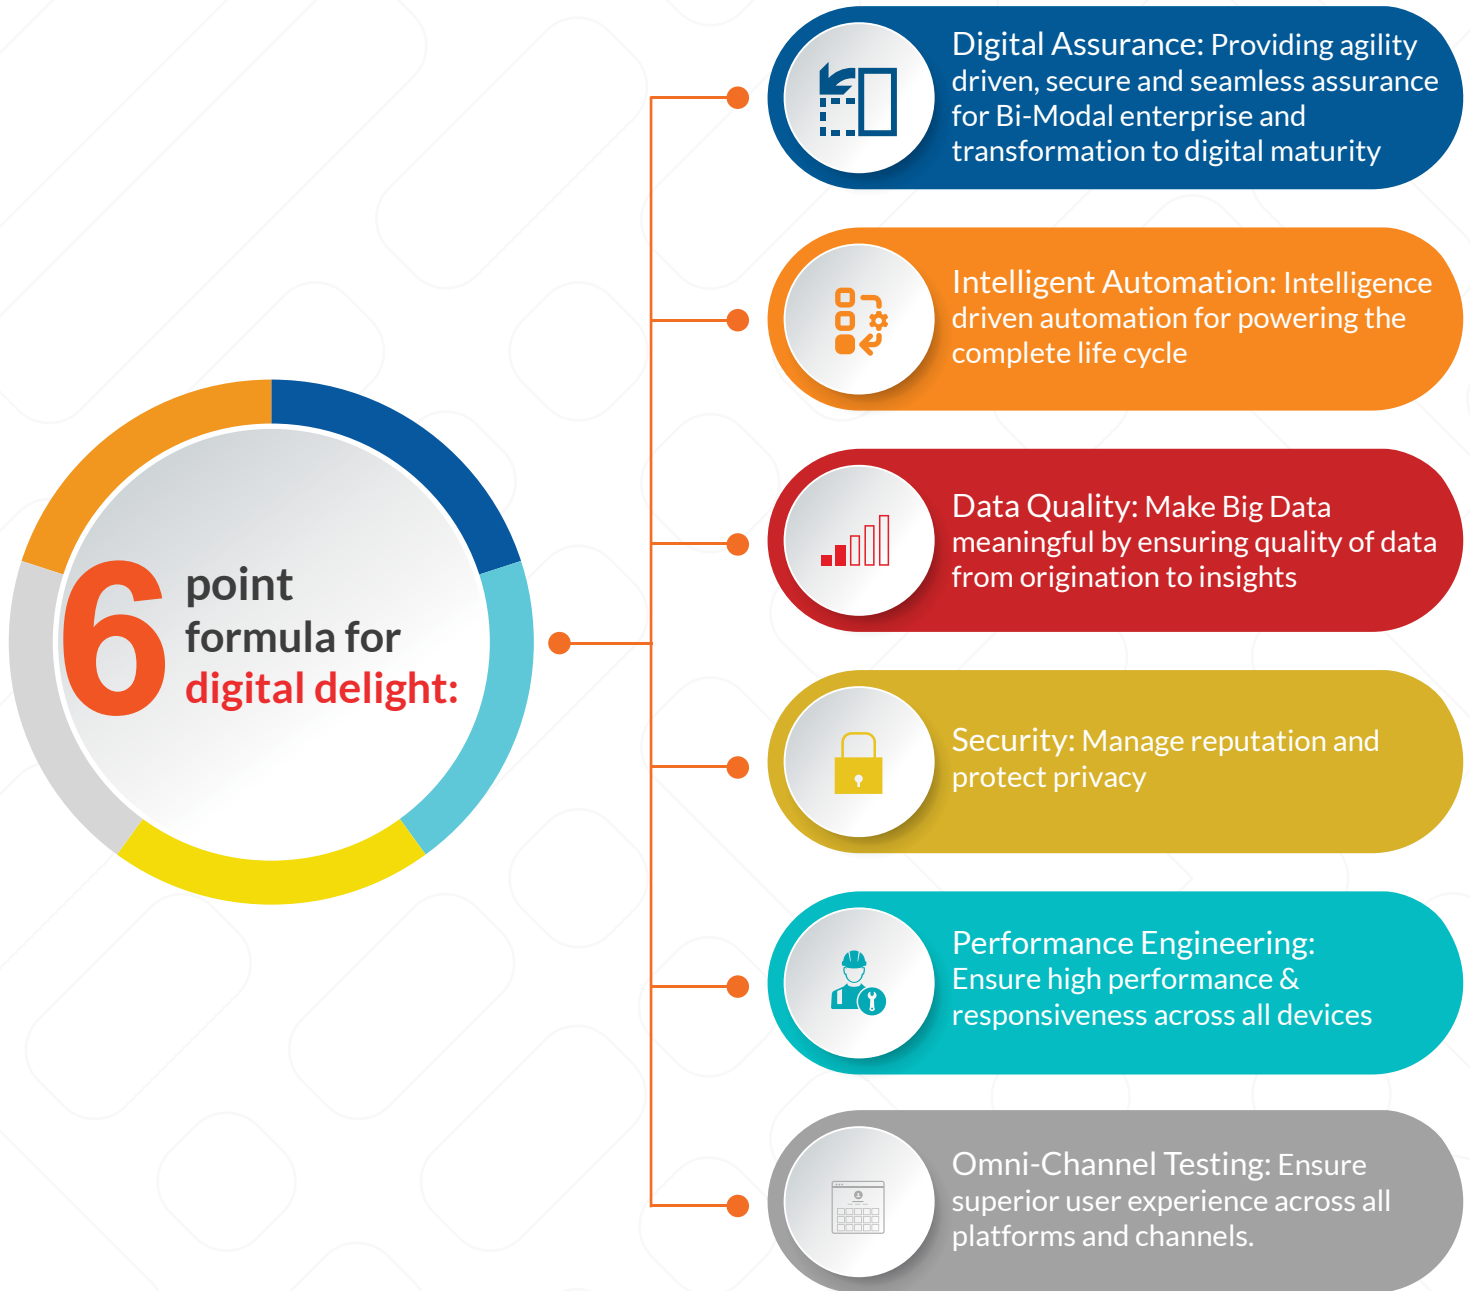 6 point
formula for
digital delight:
Digital Assurance: Providing agility
driven, secure and seamless assurance
for Bi-Modal enterprise and
transformation to digital maturity
Intelligent Automation: Intelligence
driven automation for powering the
complete life cycle
Data Quality: Make Big Data
meaningful by ensuring quality of data
from origination to insights
Security: Manage reputation and
protect privacy
Performance Engineering:
Ensure high performance &
responsiveness across all devices
Omni-Channel Testing: Ensure
superior user experience across all
platforms and channels.